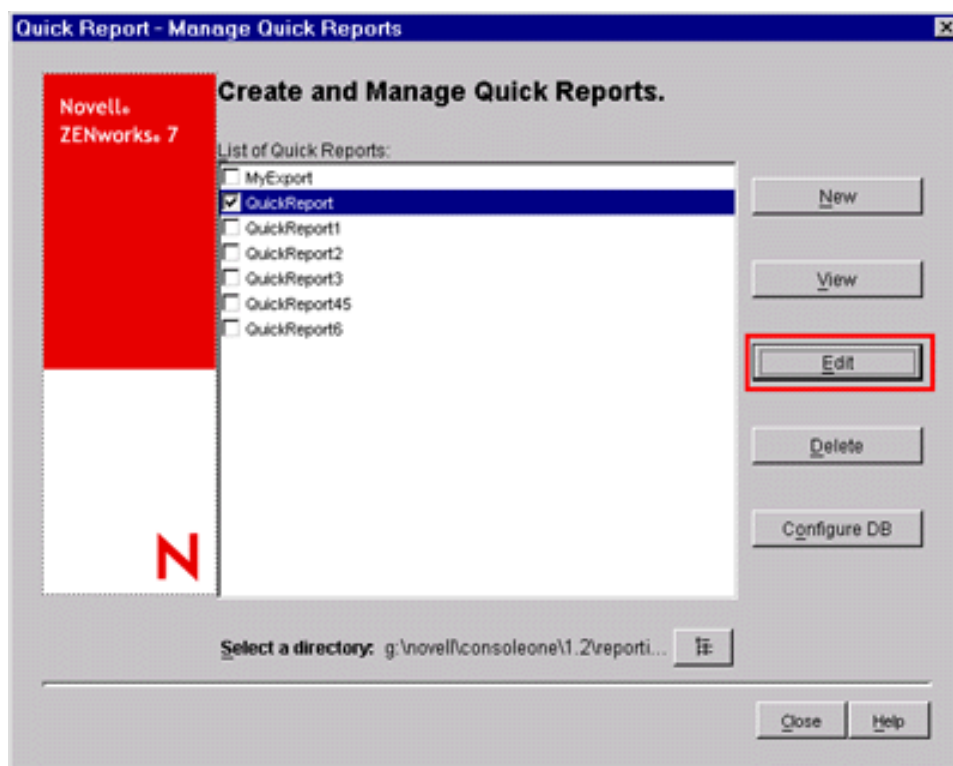 Quick Report - Manage Quick Reports
Novell.
ZENworks. 7
Create and Manage Quick Reports.
List of Quick Reports:
MyExport
QuickReport
QuickReport1
QuickReport2
QuickReport3
QuickReport45
QuickReport6
New
View
Edit
Delete
Configure DB
N
Select a directory: g:\novell\consoleone\1.2\reporti...
Close
Help